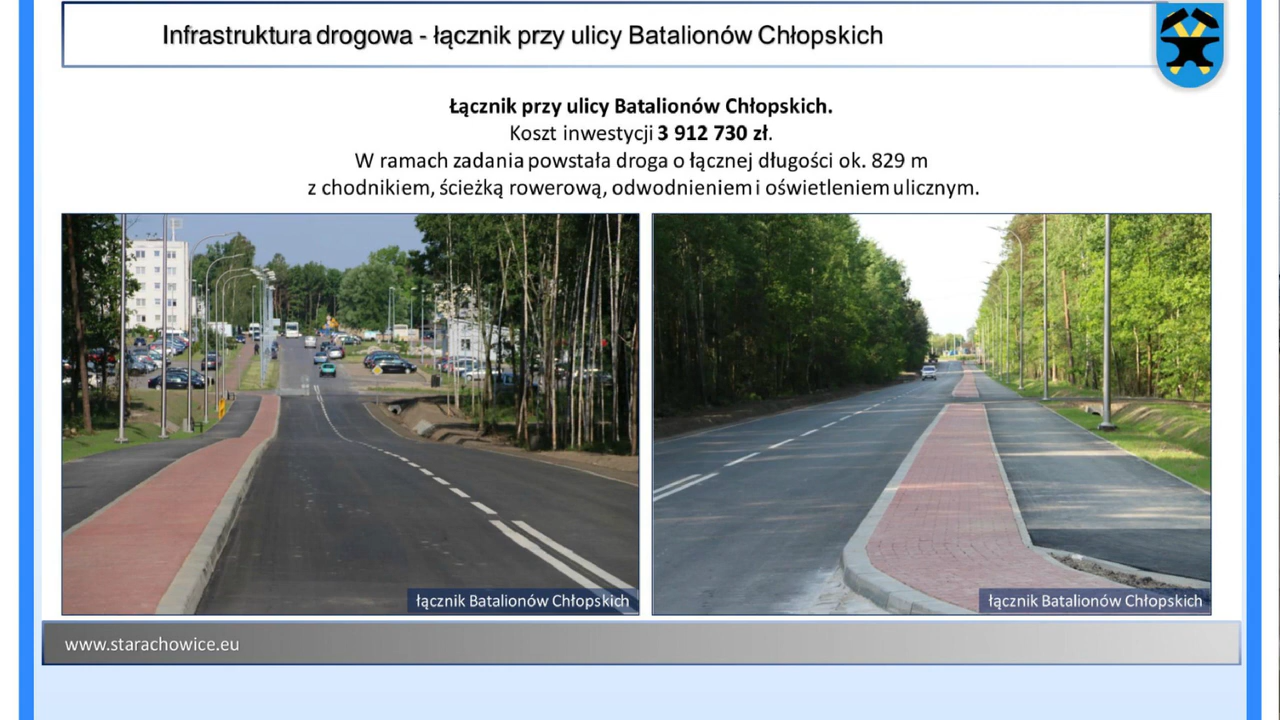 Infrastruktura drogowa - łącznik przy ulicy Batalionów Chłopskich
Łącznik przy ulicy Batalionów Chłopskich.
Koszt inwestycji 3 912 730 zł.
W ramach zadania powstała droga o łącznej długości ok. 829 m
z chodnikiem, ścieżką rowerową, odwodnieniem i oświetleniem ulicznym.
łącznik Batalionów Chłopskich
łącznik Batalionów Chłopskich
www.starachowice.eu